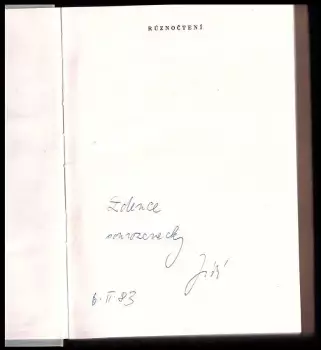 RŮZNOČTENÍ
Zdence
Jiří
6. II. 83